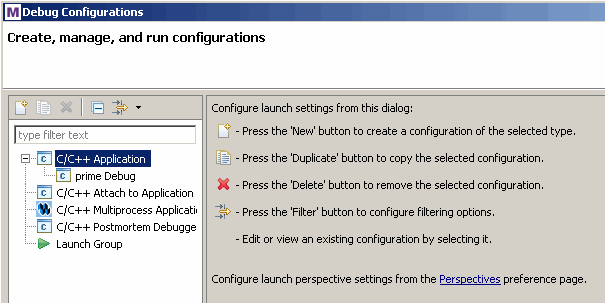 M Debug Configurations
Create, manage, and run configurations
type filter text
C C/C++ Application
C prime Debug
C C/C++ Attach to Application
C/C++ Multiprocess Applicatio
C C/C++ Postmortem Debugge
Launch Group
Configure launch settings from this dialog:
- Press the 'New' button to create a configuration of the selected type.
- Press the 'Duplicate' button to copy the selected configuration.
- Press the 'Delete' button to remove the selected configuration.
- Press the 'Filter' button to configure filtering options.
- Edit or view an existing configuration by selecting it.
Configure launch perspective settings from the Perspectives preference page.